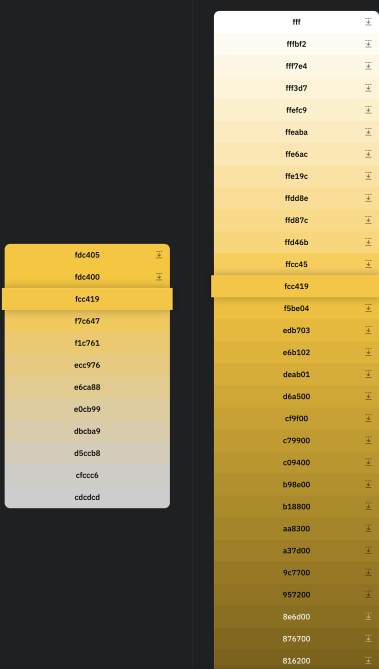 fdc405
fdc400
fcc419
f7c647
f1c761
ecc976
e6ca88
e0cb99
dbcba9
d5ccb8
cfccc6
cdcdcd
fff
fffbf2
fff7e4
fff3d7
ffefc9
ffeaba
ffe6ac
ffe19c
ffdd8e
ffd87c
ffd46b
ffcc45
fcc419
f5be04
edb703
e6b102
deab01
d6a500
cf9f00
c79900
c09400
b98e00
b18800
aa8300
a37d00
9c7700
957200
8e6d00
876700
816200